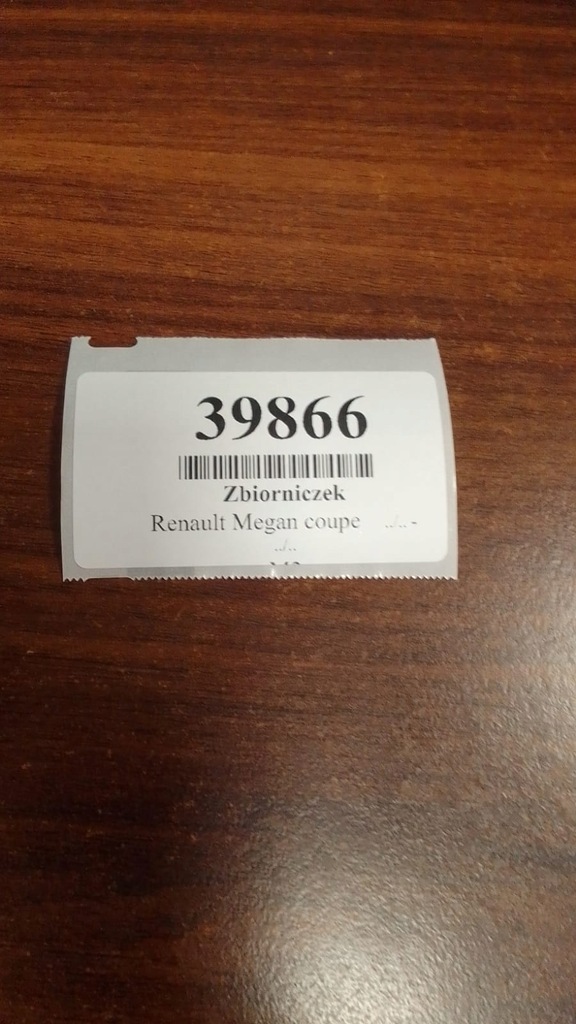 39866
Zbiorniczek
Renault Megan coupe ../.. -
../..